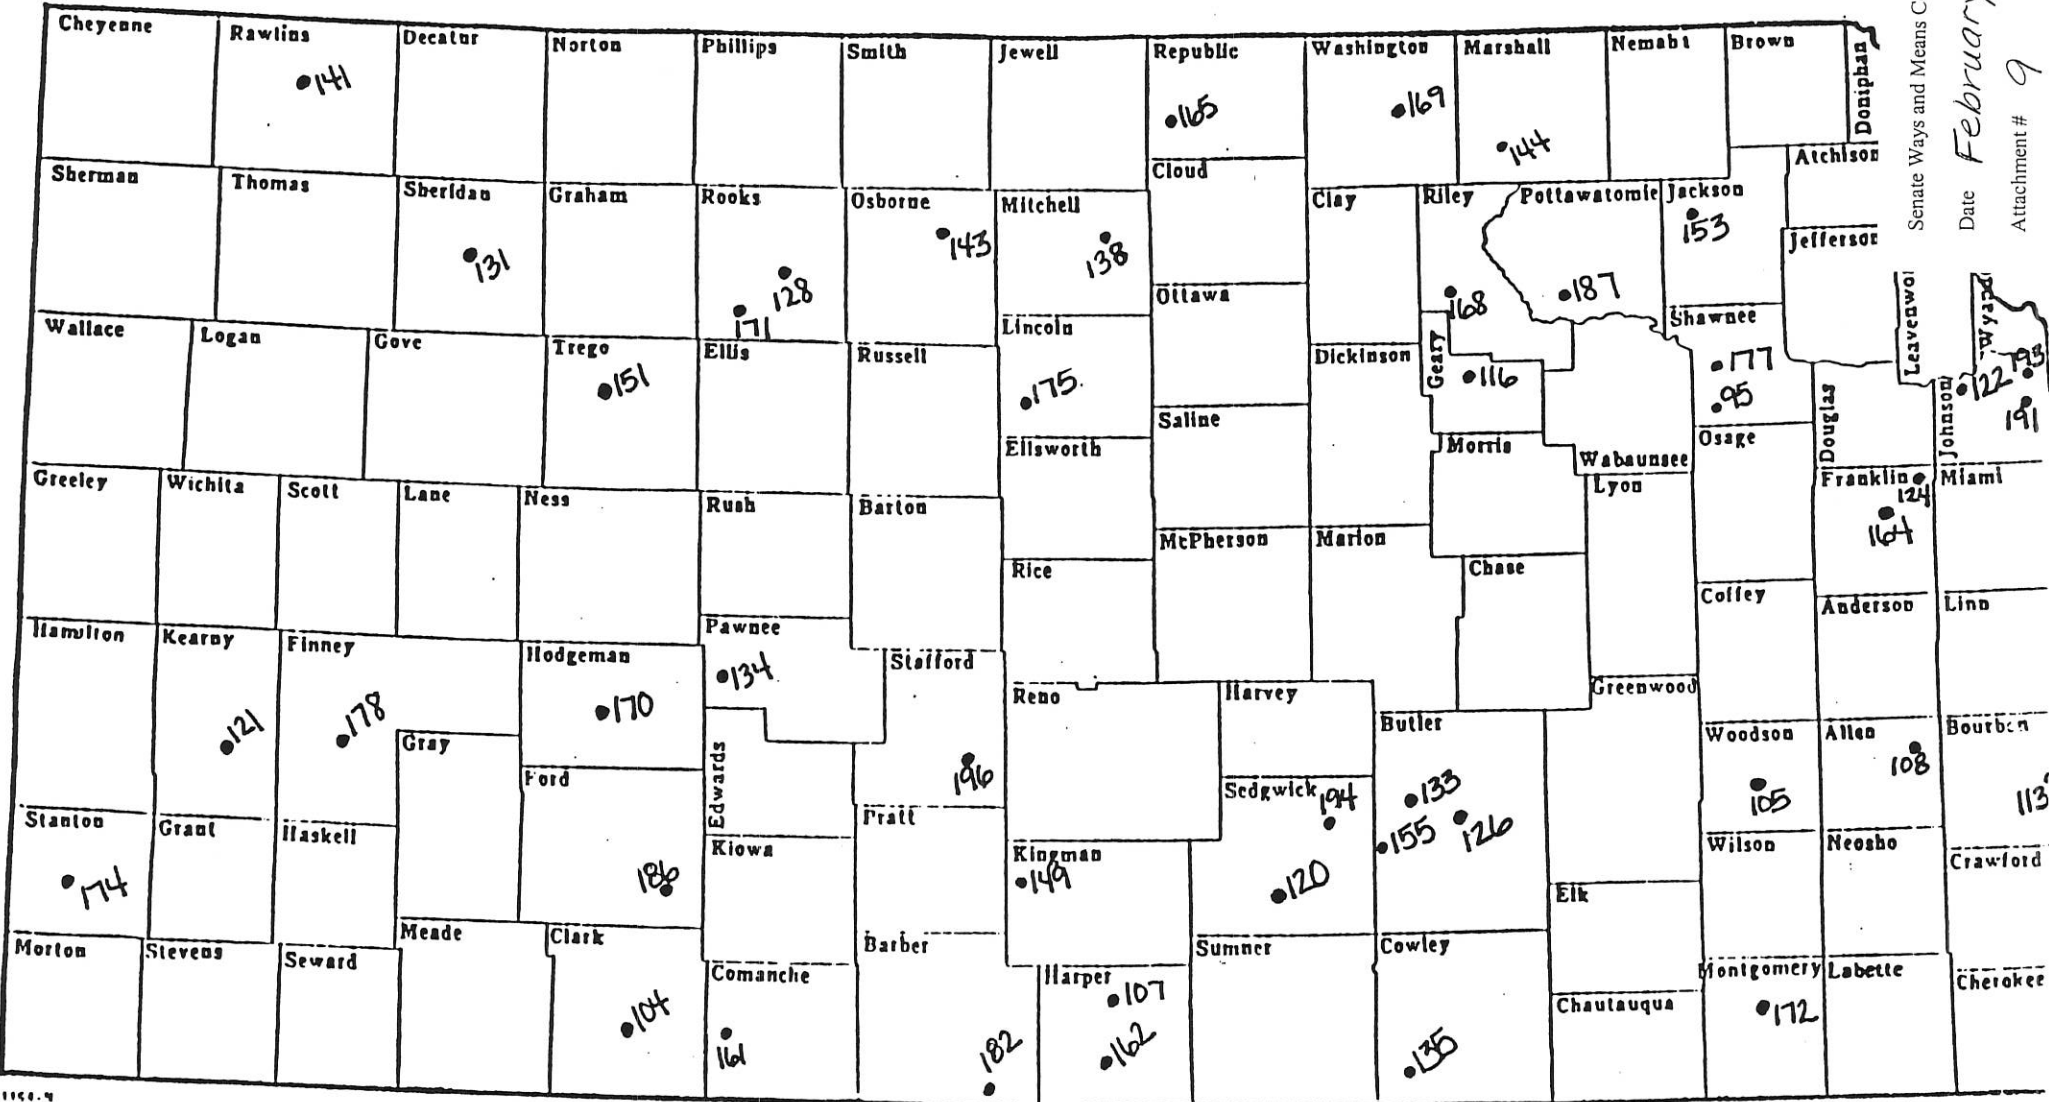 Cheyenne
Rawlins
Decatur
Norton
Phillips
Smith
Jewell
Republic
Washington
Marshall
Nemaha
Brown
Doniphan
141
165
169
144
Senate Ways and Means C
Date February
Attachment # 9
Sherman
Thomas
Sheridan
Graham
Rooks
Osborne
Mitchell
Cloud
Clay
Riley
Pottawatomie
Jackson
Atchison
Jefferson
131
128
171
143
138
168
187
153
Wallace
Logan
Gove
Trego
Ellis
Russell
Lincoln
Ottawa
Dickinson
Geary
Shawnee
Leavenwo
Wyand
151
175
Saline
116
177
95
122
193
191
Ellsworth
Morris
Wabaunsee
Osage
Douglas
Johnson
Greeley
Wichita
Scott
Lane
Ness
Rush
Barton
Lyon
Franklin
Miami
124
164
McPherson
Marion
Chase
Rice
Coffey
Anderson
Linn
Hamilton
Kearny
Finney
Hodgeman
Pawnee
Stafford
134
121
178
170
Reno
Harvey
Greenwood
Gray
Ford
Edwards
196
Butler
Woodson
Allen
Bourbon
108
105
113
Sedgwick
194
133
155
126
Stanton
Grant
Haskell
Kiowa
Pratt
Kingman
149
120
Wilson
Neosho
Crawford
174
186
Elk
Morton
Stevens
Seward
Meade
Clark
Comanche
Barber
Harper
Sumner
Cowley
Chautauqua
Montgomery
Labette
Cherokee
104
161
182
107
162
135
172